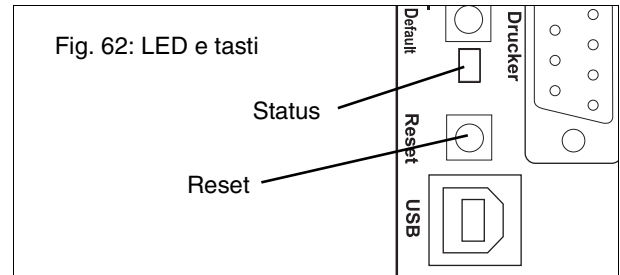 Fig. 62: LED e tasti
Default
Drucker
Status
Reset
Reset
USB